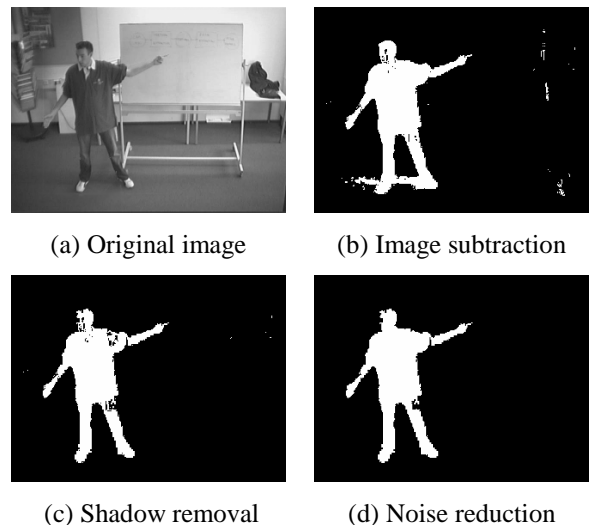 (a) Original image
(b) Image subtraction
(c) Shadow removal
(d) Noise reduction